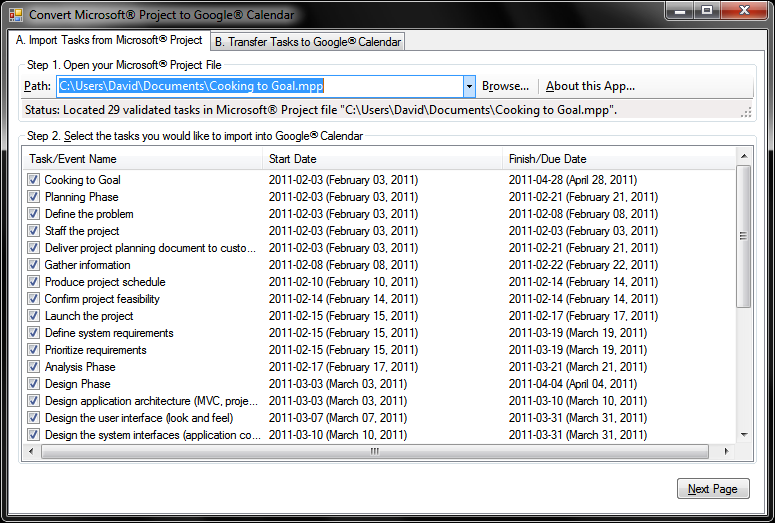 Convert Microsoft® Project to Google® Calendar
A. Import Tasks from Microsoft® Project B. Transfer Tasks to Google® Calendar
Step 1. Open your Microsoft® Project File
Path: C:\Users\David\Documents\Cooking to Goal.mpp Browse... About this App...
Status: Located 29 validated tasks in Microsoft® Project file "C:\Users\David\Documents\Cooking to Goal.mpp".
Step 2. Select the tasks you would like to import into Google® Calendar
Task/Event Name Start Date Finish/Due Date
Cooking to Goal 2011-02-03 (February 03, 2011) 2011-04-28 (April 28, 2011)
Planning Phase 2011-02-03 (February 03, 2011) 2011-02-21 (February 21, 2011)
Define the problem 2011-02-03 (February 03, 2011) 2011-02-08 (February 08, 2011)
Staff the project 2011-02-03 (February 03, 2011) 2011-02-03 (February 03, 2011)
Deliver project planning document to custo... 2011-02-03 (February 03, 2011) 2011-02-21 (February 21, 2011)
Gather information 2011-02-08 (February 08, 2011) 2011-02-22 (February 22, 2011)
Produce project schedule 2011-02-10 (February 10, 2011) 2011-02-14 (February 14, 2011)
Confirm project feasibility 2011-02-14 (February 14, 2011) 2011-02-14 (February 14, 2011)
Launch the project 2011-02-15 (February 15, 2011) 2011-02-17 (February 17, 2011)
Define system requirements 2011-02-15 (February 15, 2011) 2011-03-19 (March 19, 2011)
Prioritize requirements 2011-02-15 (February 15, 2011) 2011-03-19 (March 19, 2011)
Analysis Phase 2011-02-17 (February 17, 2011) 2011-03-21 (March 21, 2011)
Design Phase 2011-03-03 (March 03, 2011) 2011-04-04 (April 04, 2011)
Design application architecture (MVC, proje... 2011-03-03 (March 03, 2011) 2011-03-10 (March 10, 2011)
Design the user interface (look and feel) 2011-03-07 (March 07, 2011) 2011-03-31 (March 31, 2011)
Design the system interfaces (application co... 2011-03-10 (March 10, 2011) 2011-03-31 (March 31, 2011)
Next Page